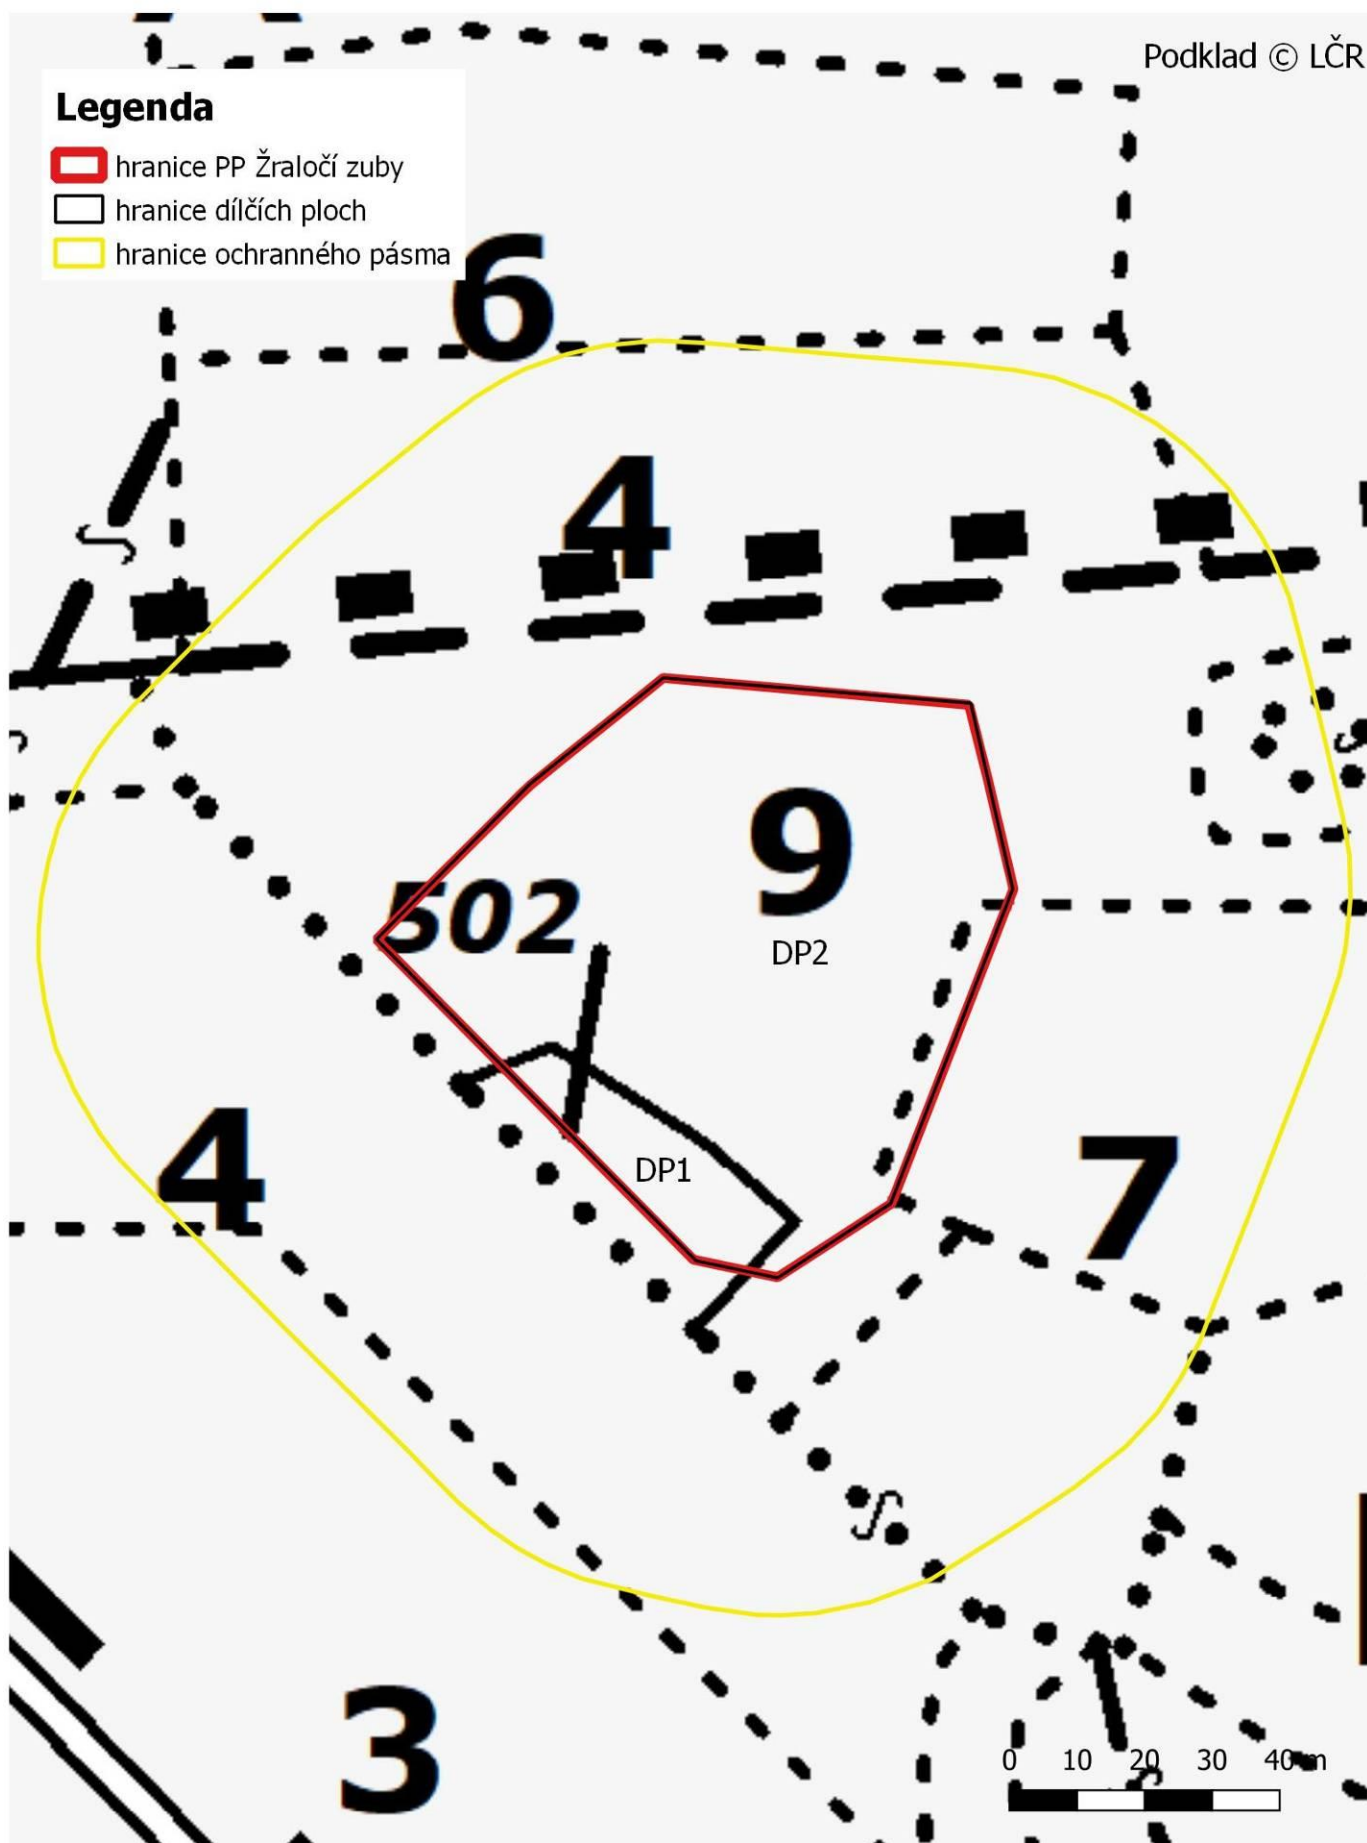 Podklad © LČR
Legenda
hranice PP Žraločí zuby
hranice dílčích ploch
hranice ochranného pásma
6
4
9
502
DP2
4
7
DP1
3
0 10 20 30 40 m